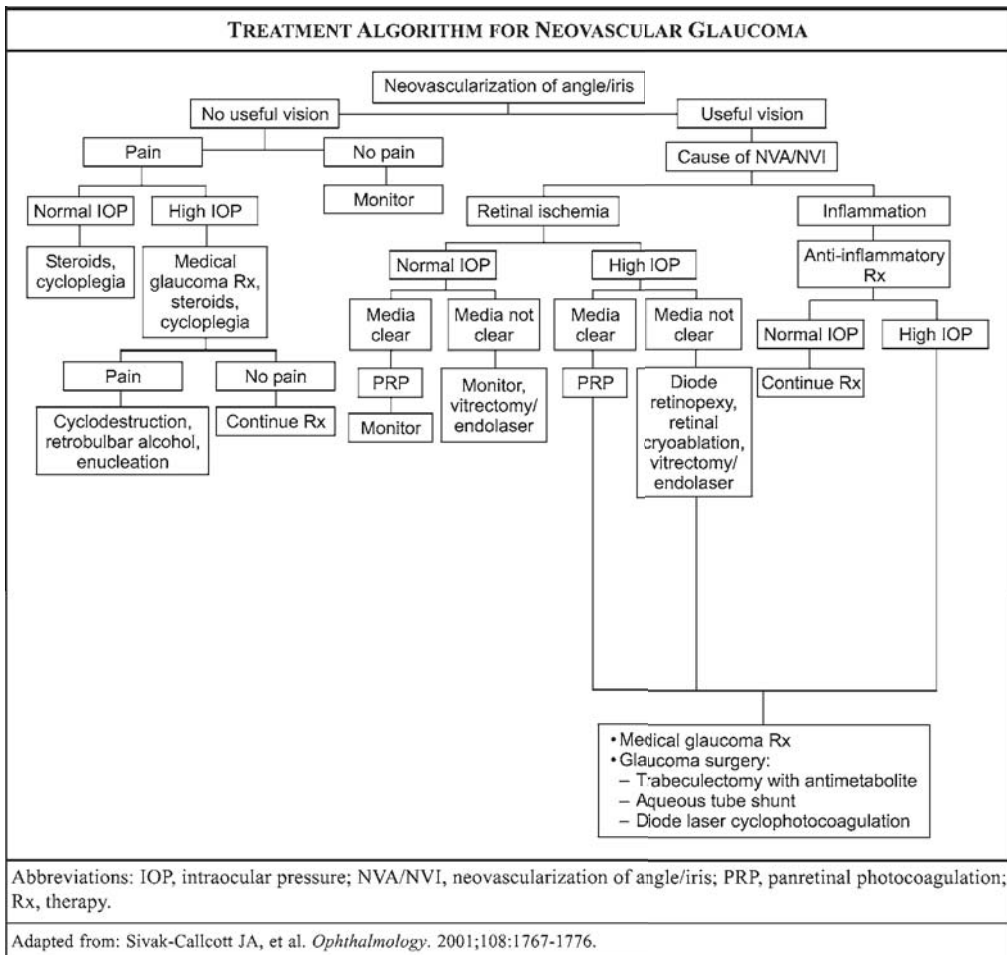 TREATMENT ALGORITHM FOR NEOVASCULAR GLAUCOMA
Neovascularization of angle/iris
No useful vision
Useful vision
Pain
No pain
Cause of NVA/NVI
Monitor
Normal IOP
High IOP
Retinal ischemia
Inflammation
Steroids,
cycloplegia
Medical
glaucoma Rx,
steroids,
cycloplegia
Normal IOP
High IOP
Anti-inflammatory
Rx
Media
clear
Media not
clear
Media
clear
Media not
clear
Normal IOP
High IOP
Pain
No pain
PRP
Monitor,
vitrectomy/
endolaser
PRP
Diode
retinopexy,
retinal
cryoablation,
vitrectomy/
endolaser
Continue Rx
Cyclodestruction,
retrobulbar alcohol,
enucleation
Continue Rx
Monitor
• Medical glaucoma Rx
• Glaucoma surgery:
– Trabeculectomy with antimetabolite
– Aqueous tube shunt
– Diode laser cyclophotocoagulation
Abbreviations: IOP, intraocular pressure; NVA/NVI, neovascularization of angle/iris; PRP, panretinal photocoagulation;
Rx, therapy.
Adapted from: Sivak-Callcott JA, et al. Ophthalmology. 2001;108:1767-1776.